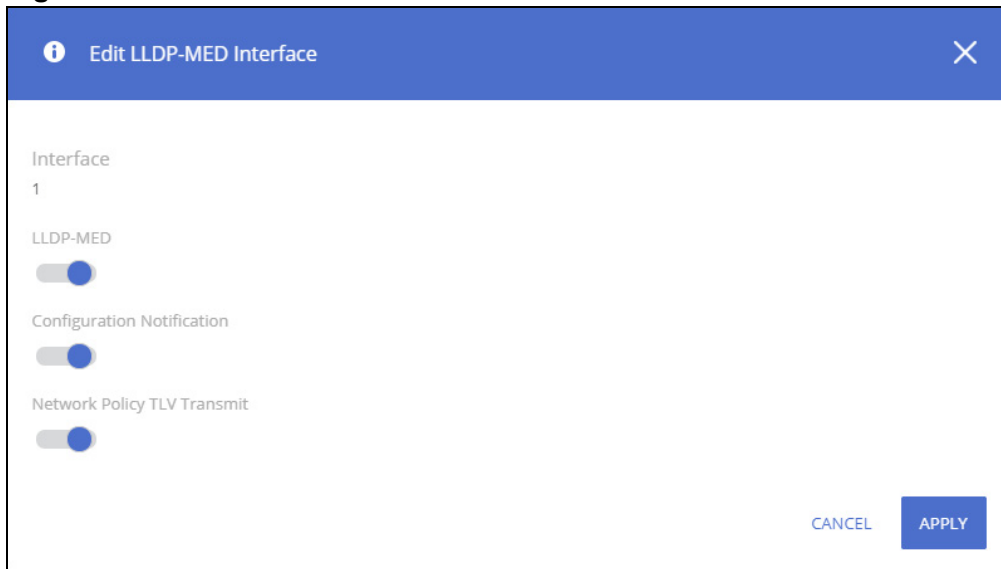 Edit LLDP-MED Interface
Interface
1
LLDP-MED
Configuration Notification
Network Policy TLV Transmit
CANCEL APPLY